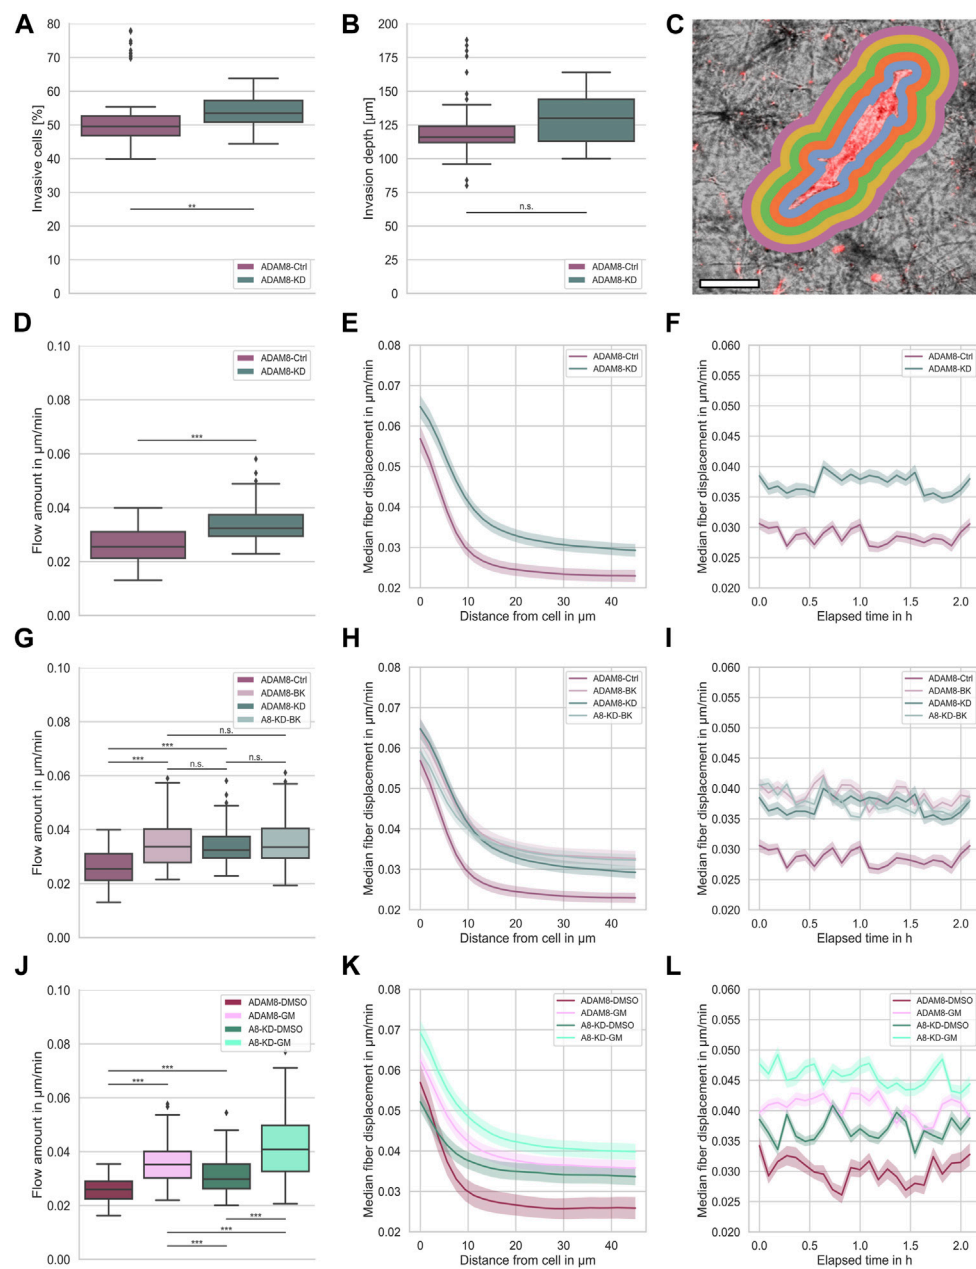 A
Invasive cells [%]
80
70
60
50
40
30
20
10
0
**
ADAM8-Ctrl
ADAM8-KD
B
Invasion depth [µm]
200
175
150
125
100
75
50
25
0
n.s.
ADAM8-Ctrl
ADAM8-KD
C
D
Flow amount in µm/min
0.10
0.08
0.06
0.04
0.02
0.00
***
ADAM8-Ctrl
ADAM8-KD
E
Median fiber displacement in µm/min
0.08
0.07
0.06
0.05
0.04
0.03
0.02
ADAM8-Ctrl
ADAM8-KD
0 10 20 30 40
Distance from cell in µm
F
Median fiber displacement in µm/min
0.060
0.055
0.050
0.045
0.040
0.035
0.030
0.025
0.020
ADAM8-Ctrl
ADAM8-KD
0.0 0.5 1.0 1.5 2.0
Elapsed time in h
G
Flow amount in µm/min
0.10
0.08
0.06
0.04
0.02
0.00
ADAM8-Ctrl
ADAM8-BK
ADAM8-KD
A8-KD-BK
n.s.
***
*** n.s. n.s.
H
Median fiber displacement in µm/min
0.08
0.07
0.06
0.05
0.04
0.03
0.02
ADAM8-Ctrl
ADAM8-BK
ADAM8-KD
A8-KD-BK
0 10 20 30 40
Distance from cell in µm
I
Median fiber displacement in µm/min
0.060
0.055
0.050
0.045
0.040
0.035
0.030
0.025
0.020
ADAM8-Ctrl
ADAM8-BK
ADAM8-KD
A8-KD-BK
0.0 0.5 1.0 1.5 2.0
Elapsed time in h
J
Flow amount in µm/min
0.10
0.08
0.06
0.04
0.02
0.00
ADAM8-DMSO
ADAM8-GM
A8-KD-DMSO
A8-KD-GM
***
***
***
***
***
K
Median fiber displacement in µm/min
0.08
0.07
0.06
0.05
0.04
0.03
0.02
ADAM8-DMSO
ADAM8-GM
A8-KD-DMSO
A8-KD-GM
0 10 20 30 40
Distance from cell in µm
L
Median fiber displacement in µm/min
0.060
0.055
0.050
0.045
0.040
0.035
0.030
0.025
0.020
ADAM8-DMSO
ADAM8-GM
A8-KD-DMSO
A8-KD-GM
0.0 0.5 1.0 1.5 2.0
Elapsed time in h